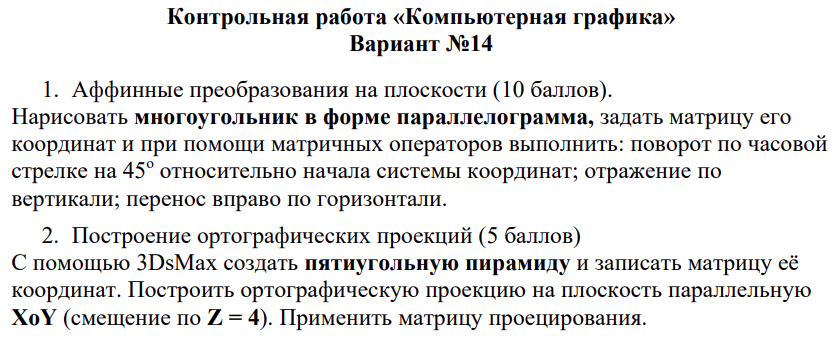 Контрольная работа «Компьютерная графика»
Вариант №14
1. Аффинные преобразования на плоскости (10 баллов).
Нарисовать многоугольник в форме параллелограмма, задать матрицу его
координат и при помощи матричных операторов выполнить: поворот по часовой
стрелке на 45º относительно начала системы координат; отражение по
вертикали; перенос вправо по горизонтали.
2. Построение ортографических проекций (5 баллов)
С помощью 3DsMax создать пятиугольную пирамиду и записать матрицу её
координат. Построить ортографическую проекцию на плоскость параллельную
XoY (смещение по Z = 4). Применить матрицу проецирования.